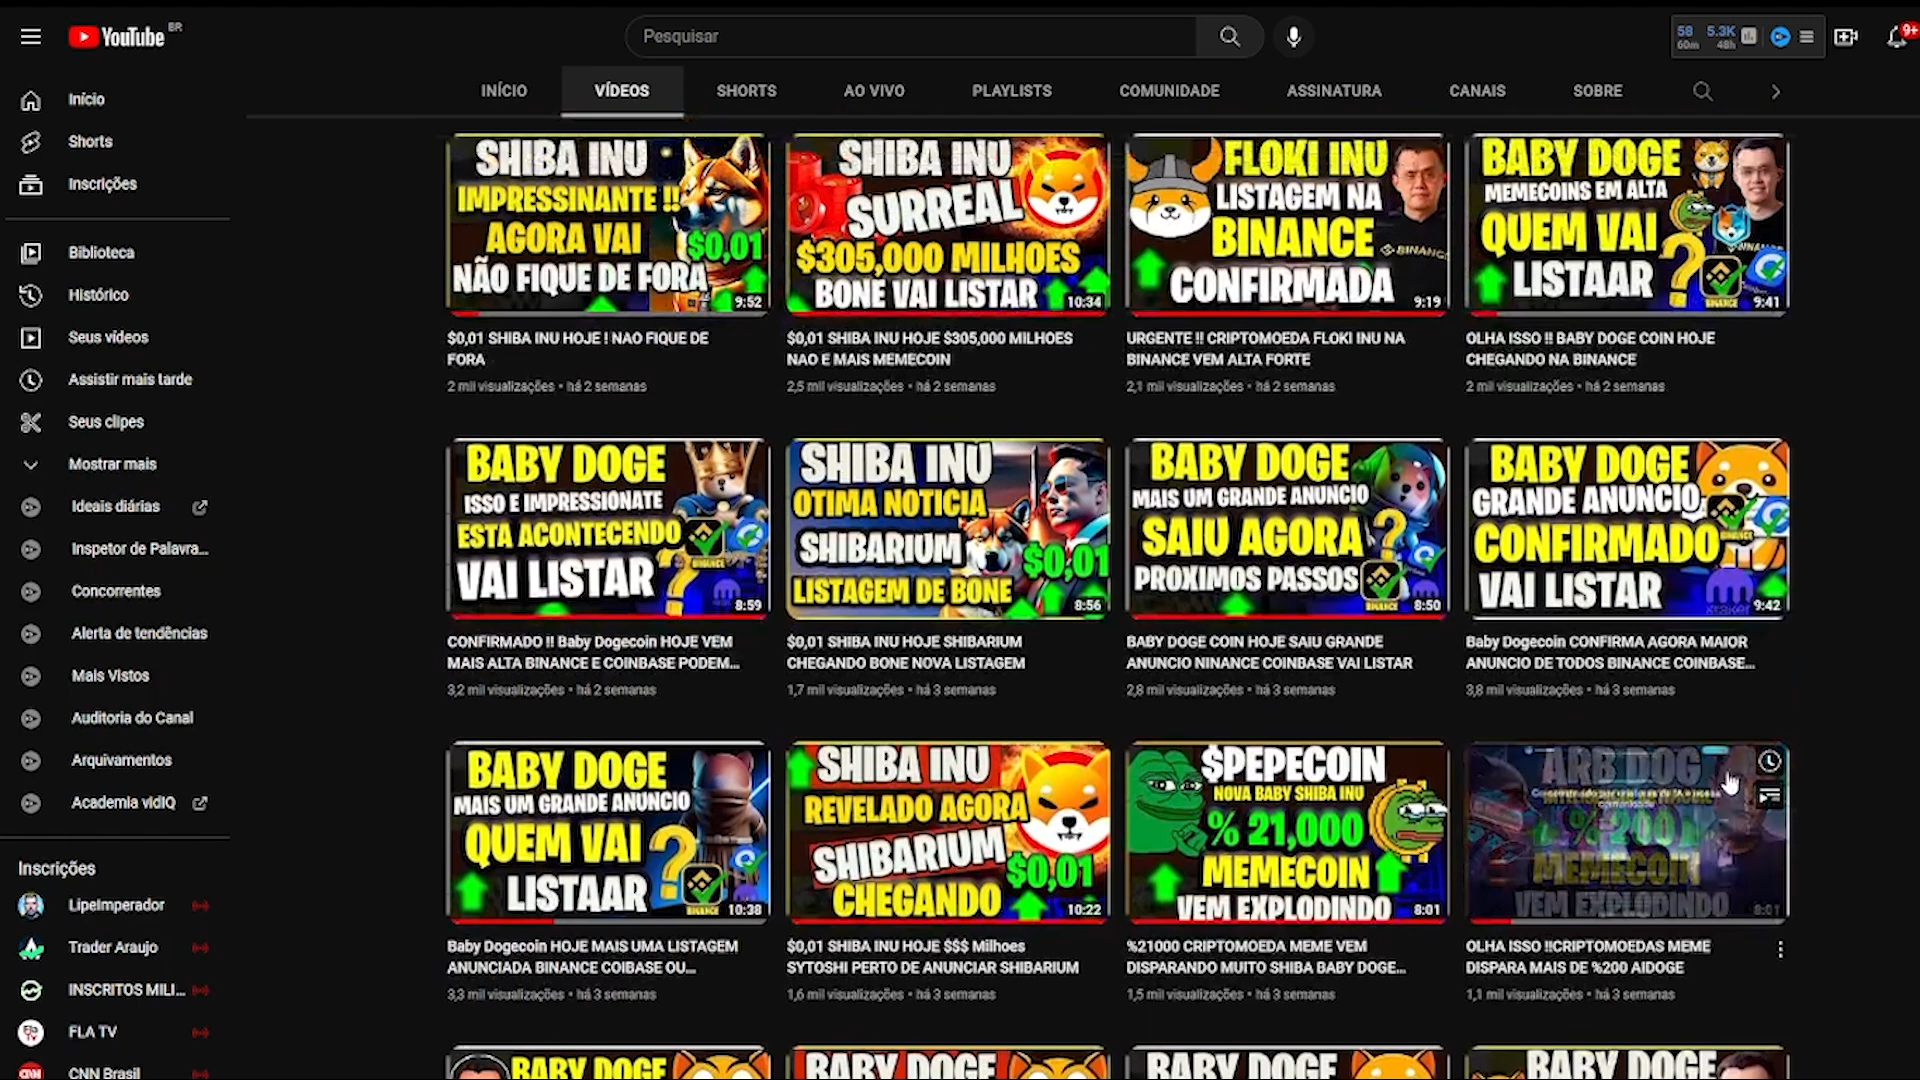 YouTube BR
Pesquisar
58
60m
5.3K
48h
9+
INÍCIO
VÍDEOS
SHORTS
AO VIVO
PLAYLISTS
COMUNIDADE
ASSINATURA
CANAIS
SOBRE
Início
Shorts
Inscrições
Biblioteca
Histórico
Seus vídeos
Assistir mais tarde
Seus clipes
Mostrar mais
Ideais diárias
Inspetor de Palavra...
Concorrentes
Alerta de tendências
Mais Vistos
Auditoria do Canal
Arquivamentos
Academia vidIQ
Inscrições
LipeImperador
Trader Araujo
INSCRITOS MILI...
FLA TV
CNN Brasil
SHIBA INU
IMPRESSINANTE !!
AGORA VAI
$0,01
NÃO FIQUE DE FORA
9:52
$0,01 SHIBA INU HOJE ! NAO FIQUE DE
FORA
2 mil visualizações • há 2 semanas
SHIBA INU
SURREAL
$305,000 MILHOES
BONE VAI LISTAR
10:34
$0,01 SHIBA INU HOJE $305,000 MILHOES
NAO E MAIS MEMECOIN
2,5 mil visualizações • há 2 semanas
FLOKI INU
LISTAGEM NA
BINANCE
CONFIRMADA
9:19
URGENTE !! CRIPTOMOEDA FLOKI INU NA
BINANCE VEM ALTA FORTE
2,1 mil visualizações • há 2 semanas
BABY DOGE
MEMECOINS EM ALTA
QUEM VAI
LISTAAR
?
BINANCE
9:41
OLHA ISSO !! BABY DOGE COIN HOJE
CHEGANDO NA BINANCE
2 mil visualizações • há 2 semanas
BABY DOGE
ISSO E IMPRESSIONATE
ESTA ACONTECENDO
VAI LISTAR
?
BINANCE
8:59
CONFIRMADO !! Baby Dogecoin HOJE VEM
MAIS ALTA BINANCE E COINBASE PODEM...
3,2 mil visualizações • há 2 semanas
SHIBA INU
OTIMA NOTICIA
SHIBARIUM
$0,01
LISTAGEM DE BONE
8:56
$0,01 SHIBA INU HOJE SHIBARIUM
CHEGANDO BONE NOVA LISTAGEM
1,7 mil visualizações • há 3 semanas
BABY DOGE
MAIS UM GRANDE ANUNCIO
SAIU AGORA
?
PROXIMOS PASSOS
BINANCE
8:50
BABY DOGE COIN HOJE SAIU GRANDE
ANUNCIO NINANCE COINBASE VAI LISTAR
2,8 mil visualizações • há 3 semanas
BABY DOGE
GRANDE ANUNCIO
CONFIRMADO
VAI LISTAR
BINANCE
kraken
9:42
Baby Dogecoin CONFIRMA AGORA MAIOR
ANUNCIO DE TODOS BINANCE COINBASE...
3,8 mil visualizações • há 3 semanas
BABY DOGE
MAIS UM GRANDE ANUNCIO
QUEM VAI
LISTAAR
?
BINANCE
10:38
Baby Dogecoin HOJE MAIS UMA LISTAGEM
ANUNCIADA BINANCE COIBASE OU...
3,3 mil visualizações • há 3 semanas
SHIBA INU
REVELADO AGORA
SHIBARIUM
$0,01
CHEGANDO
10:22
$0,01 SHIBA INU HOJE $$$ Milhoes
SYTOSHI PERTO DE ANUNCIAR SHIBARIUM
1,6 mil visualizações • há 3 semanas
$PEPECOIN
NOVA BABY SHIBA INU
% 21,000
MEMECOIN
VEM EXPLODINDO
8:01
%21000 CRIPTOMOEDA MEME VEM
DISPARANDO MUITO SHIBA BABY DOGE...
1,5 mil visualizações • há 3 semanas
ARB DOG
% 200
MEMECOIN
VEM EXPLODINDO
8:01
OLHA ISSO !!CRIPTOMOEDAS MEME
DISPARA MAIS DE %200 AIDOGE
1,1 mil visualizações • há 3 semanas
BABY DOGE
BABY DOGE
BABY DOGE
BABY DOGE